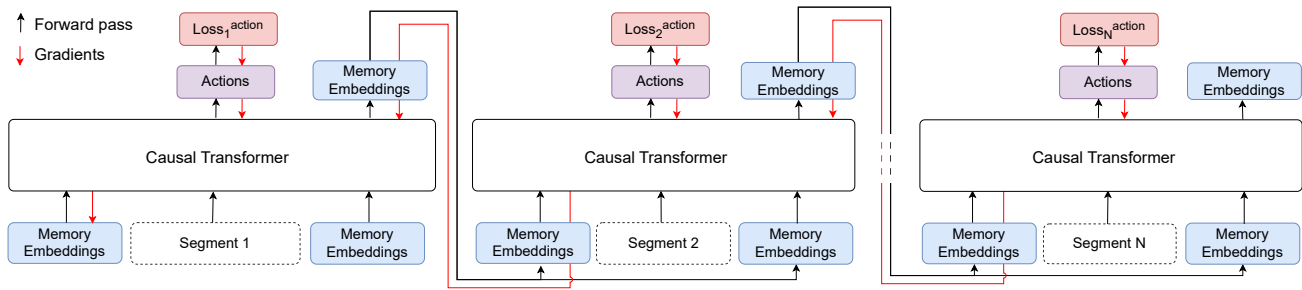 Forward pass
Gradients
Loss₁ᵃᶜᵗⁱᵒⁿ
Actions
Memory
Embeddings
Causal Transformer
Memory
Embeddings
Segment 1
Memory
Embeddings
Loss₂ᵃᶜᵗⁱᵒⁿ
Actions
Memory
Embeddings
Causal Transformer
Memory
Embeddings
Segment 2
Memory
Embeddings
Loss_Nᵃᶜᵗⁱᵒⁿ
Actions
Memory
Embeddings
Causal Transformer
Memory
Embeddings
Segment N
Memory
Embeddings